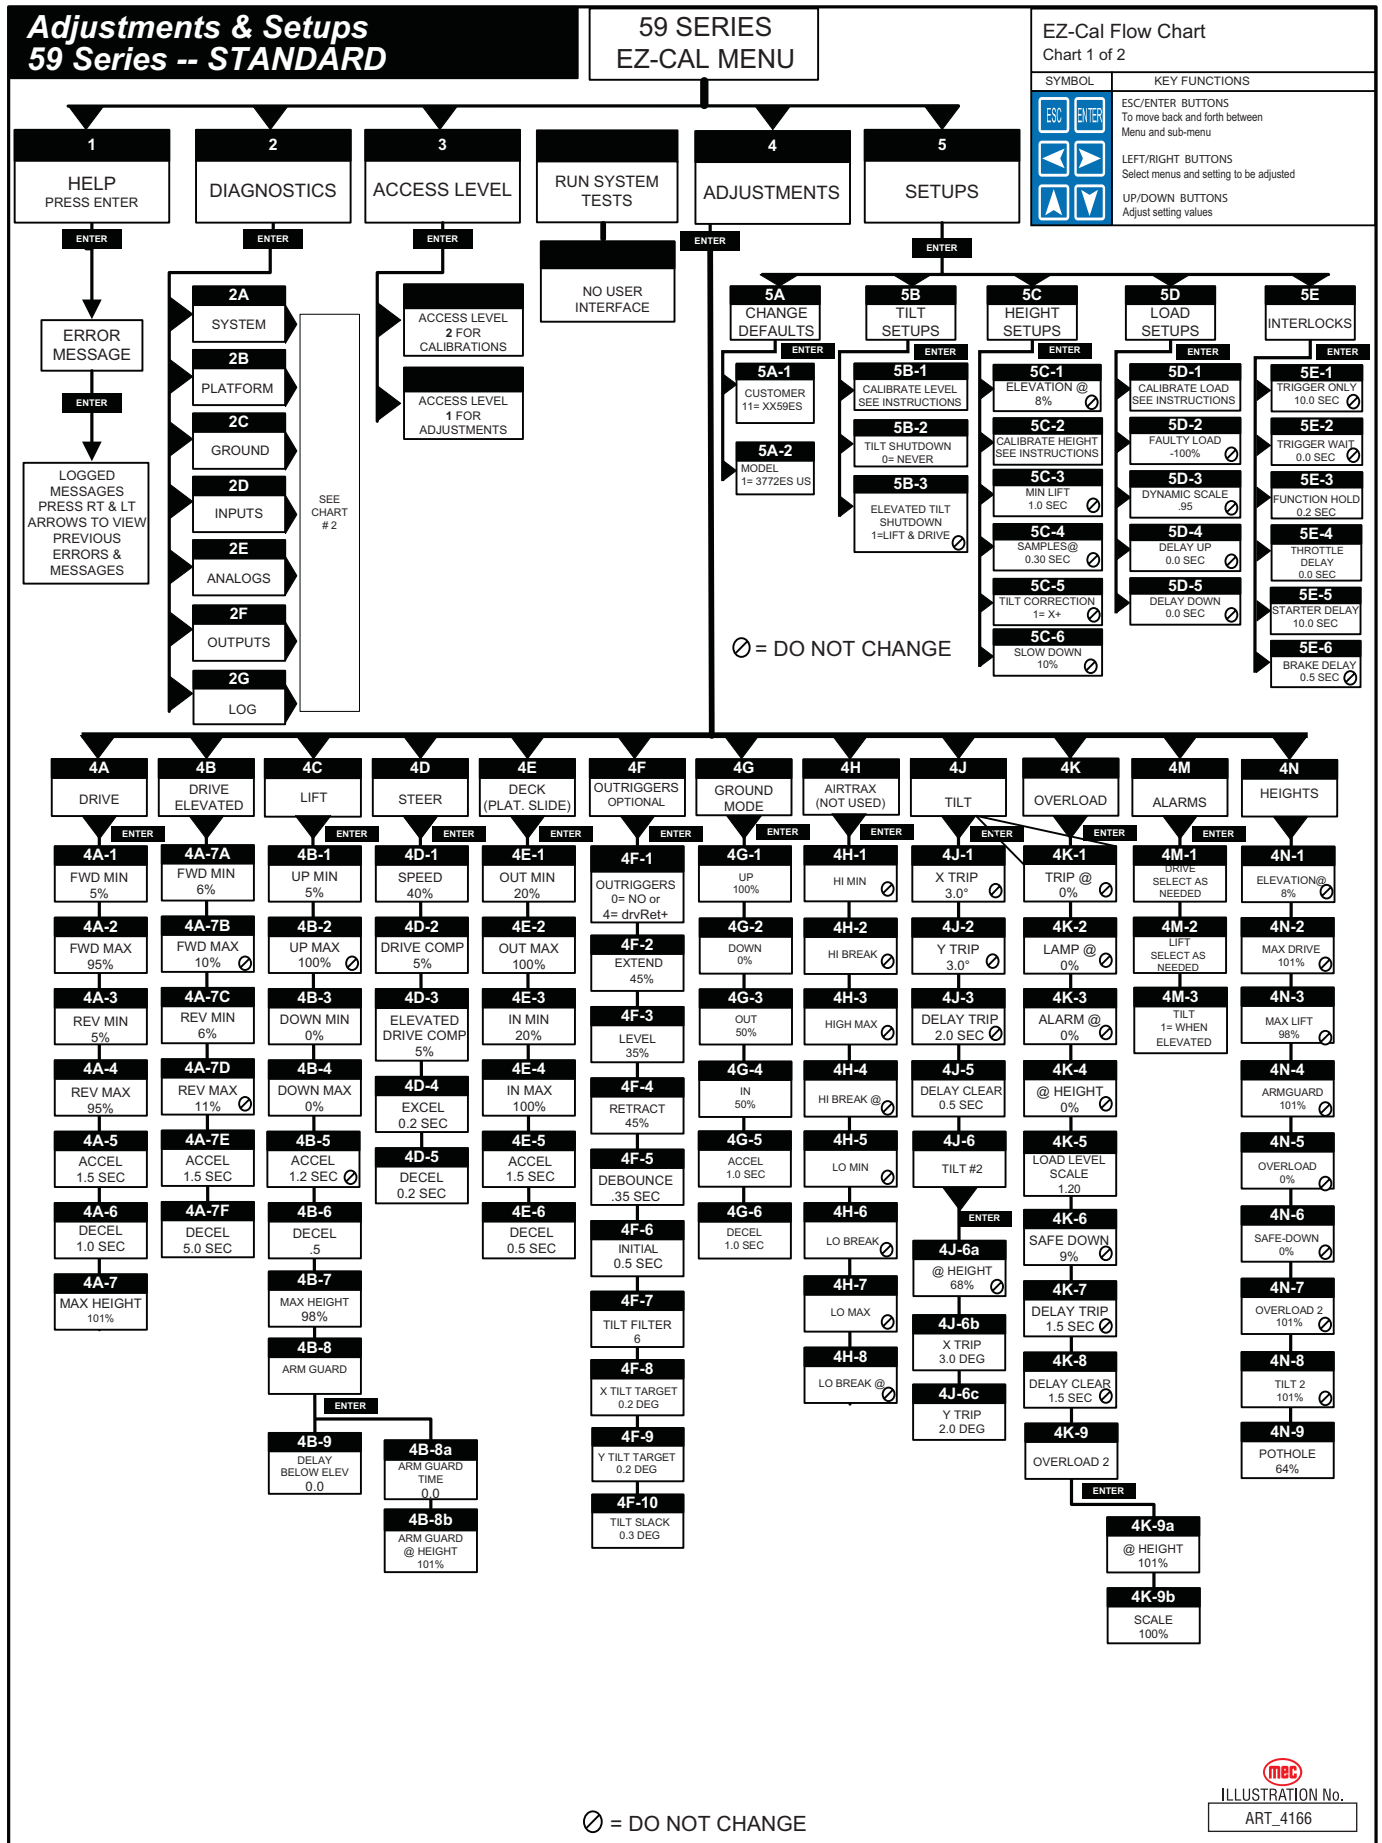 Adjustments & Setups
59 Series -- STANDARD
59 SERIES
EZ-CAL MENU
EZ-Cal Flow Chart
Chart 1 of 2
SYMBOL
KEY FUNCTIONS
ESC
ENTER
ESC/ENTER BUTTONS
To move back and forth between
Menu and sub-menu
LEFT/RIGHT BUTTONS
Select menus and setting to be adjusted
UP/DOWN BUTTONS
Adjust setting values
1
HELP
PRESS ENTER
2
DIAGNOSTICS
3
ACCESS LEVEL
RUN SYSTEM
TESTS
4
ADJUSTMENTS
5
SETUPS
ENTER
ENTER
ENTER
ENTER
ENTER
ERROR
MESSAGE
ENTER
LOGGED
MESSAGES
PRESS RT & LT
ARROWS TO VIEW
PREVIOUS
ERRORS &
MESSAGES
2A
SYSTEM
2B
PLATFORM
2C
GROUND
2D
INPUTS
2E
ANALOGS
2F
OUTPUTS
2G
LOG
SEE
CHART
# 2
ACCESS LEVEL
2 FOR
CALIBRATIONS
ACCESS LEVEL
1 FOR
ADJUSTMENTS
NO USER
INTERFACE
5A
CHANGE
DEFAULTS
ENTER
5A-1
CUSTOMER
11= XX59ES
5A-2
MODEL
1= 3772ES US
5B
TILT
SETUPS
ENTER
5B-1
CALIBRATE LEVEL
SEE INSTRUCTIONS
5B-2
TILT SHUTDOWN
0= NEVER
5B-3
ELEVATED TILT
SHUTDOWN
1=LIFT & DRIVE
5C
HEIGHT
SETUPS
ENTER
5C-1
ELEVATION @
8%
5C-2
CALIBRATE HEIGHT
SEE INSTRUCTIONS
5C-3
MIN LIFT
1.0 SEC
5C-4
SAMPLES@
0.30 SEC
5C-5
TILT CORRECTION
1= X+
5C-6
SLOW DOWN
10%
5D
LOAD
SETUPS
ENTER
5D-1
CALIBRATE LOAD
SEE INSTRUCTIONS
5D-2
FAULTY LOAD
-100%
5D-3
DYNAMIC SCALE
.95
5D-4
DELAY UP
0.0 SEC
5D-5
DELAY DOWN
0.0 SEC
5E
INTERLOCKS
ENTER
5E-1
TRIGGER ONLY
10.0 SEC
5E-2
TRIGGER WAIT
0.0 SEC
5E-3
FUNCTION HOLD
0.2 SEC
5E-4
THROTTLE
DELAY
0.0 SEC
5E-5
STARTER DELAY
10.0 SEC
5E-6
BRAKE DELAY
0.5 SEC
= DO NOT CHANGE
4A
DRIVE
ENTER
4A-1
FWD MIN
5%
4A-2
FWD MAX
95%
4A-3
REV MIN
5%
4A-4
REV MAX
95%
4A-5
ACCEL
1.5 SEC
4A-6
DECEL
1.0 SEC
4A-7
MAX HEIGHT
101%
4B
DRIVE
ELEVATED
ENTER
4A-7A
FWD MIN
6%
4A-7B
FWD MAX
10%
4A-7C
REV MIN
6%
4A-7D
REV MAX
11%
4A-7E
ACCEL
1.5 SEC
4A-7F
DECEL
5.0 SEC
4C
LIFT
ENTER
4B-1
UP MIN
5%
4B-2
UP MAX
100%
4B-3
DOWN MIN
0%
4B-4
DOWN MAX
0%
4B-5
ACCEL
1.2 SEC
4B-6
DECEL
.5
4B-7
MAX HEIGHT
98%
4B-8
ARM GUARD
ENTER
4B-9
DELAY
BELOW ELEV
0.0
4B-8a
ARM GUARD
TIME
0.0
4B-8b
ARM GUARD
@ HEIGHT
101%
4D
STEER
ENTER
4D-1
SPEED
40%
4D-2
DRIVE COMP
5%
4D-3
ELEVATED
DRIVE COMP
5%
4D-4
EXCEL
0.2 SEC
4D-5
DECEL
0.2 SEC
4E
DECK
(PLAT. SLIDE)
ENTER
4E-1
OUT MIN
20%
4E-2
OUT MAX
100%
4E-3
IN MIN
20%
4E-4
IN MAX
100%
4E-5
ACCEL
1.5 SEC
4E-6
DECEL
0.5 SEC
4F
OUTRIGGERS
OPTIONAL
ENTER
4F-1
OUTRIGGERS
0= NO or
4= drvRet+
4F-2
EXTEND
45%
4F-3
LEVEL
35%
4F-4
RETRACT
45%
4F-5
DEBOUNCE
.35 SEC
4F-6
INITIAL
0.5 SEC
4F-7
TILT FILTER
6
4F-8
X TILT TARGET
0.2 DEG
4F-9
Y TILT TARGET
0.2 DEG
4F-10
TILT SLACK
0.3 DEG
4G
GROUND
MODE
ENTER
4G-1
UP
100%
4G-2
DOWN
0%
4G-3
OUT
50%
4G-4
IN
50%
4G-5
ACCEL
1.0 SEC
4G-6
DECEL
1.0 SEC
4H
AIRTRAX
(NOT USED)
ENTER
4H-1
HI MIN
4H-2
HI BREAK
4H-3
HIGH MAX
4H-4
HI BREAK @
4H-5
LO MIN
4H-6
LO BREAK
4H-7
LO MAX
4H-8
LO BREAK @
4J
TILT
ENTER
4J-1
X TRIP
3.0°
4J-2
Y TRIP
3.0°
4J-3
DELAY TRIP
2.0 SEC
4J-5
DELAY CLEAR
0.5 SEC
4J-6
TILT #2
ENTER
4J-6a
@ HEIGHT
68%
4J-6b
X TRIP
3.0 DEG
4J-6c
Y TRIP
2.0 DEG
4K
OVERLOAD
ENTER
4K-1
TRIP @
0%
4K-2
LAMP @
0%
4K-3
ALARM @
0%
4K-4
@ HEIGHT
0%
4K-5
LOAD LEVEL
SCALE
1.20
4K-6
SAFE DOWN
9%
4K-7
DELAY TRIP
1.5 SEC
4K-8
DELAY CLEAR
1.5 SEC
4K-9
OVERLOAD 2
ENTER
4K-9a
@ HEIGHT
101%
4K-9b
SCALE
100%
4M
ALARMS
ENTER
4M-1
DRIVE
SELECT AS
NEEDED
4M-2
LIFT
SELECT AS
NEEDED
4M-3
TILT
1= WHEN
ELEVATED
4N
HEIGHTS
4N-1
ELEVATION@
8%
4N-2
MAX DRIVE
101%
4N-3
MAX LIFT
98%
4N-4
ARMGUARD
101%
4N-5
OVERLOAD
0%
4N-6
SAFE-DOWN
0%
4N-7
OVERLOAD 2
101%
4N-8
TILT 2
101%
4N-9
POTHOLE
64%
= DO NOT CHANGE
mec
ILLUSTRATION No.
ART_4166